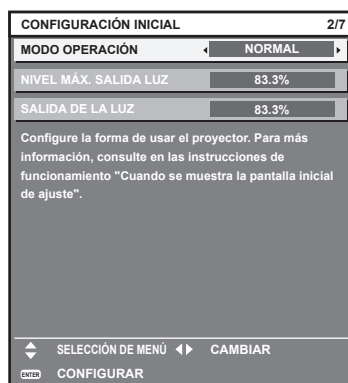 CONFIGURACIÓN INICIAL 2/7
MODO OPERACIÓN NORMAL
NIVEL MÁX. SALIDA LUZ 83.3%
SALIDA DE LA LUZ 83.3%
Configure la forma de usar el proyector. Para más
información, consulte en las instrucciones de
funcionamiento "Cuando se muestra la pantalla inicial
de ajuste".
SELECCIÓN DE MENÚ CAMBIAR
ENTER CONFIGURAR